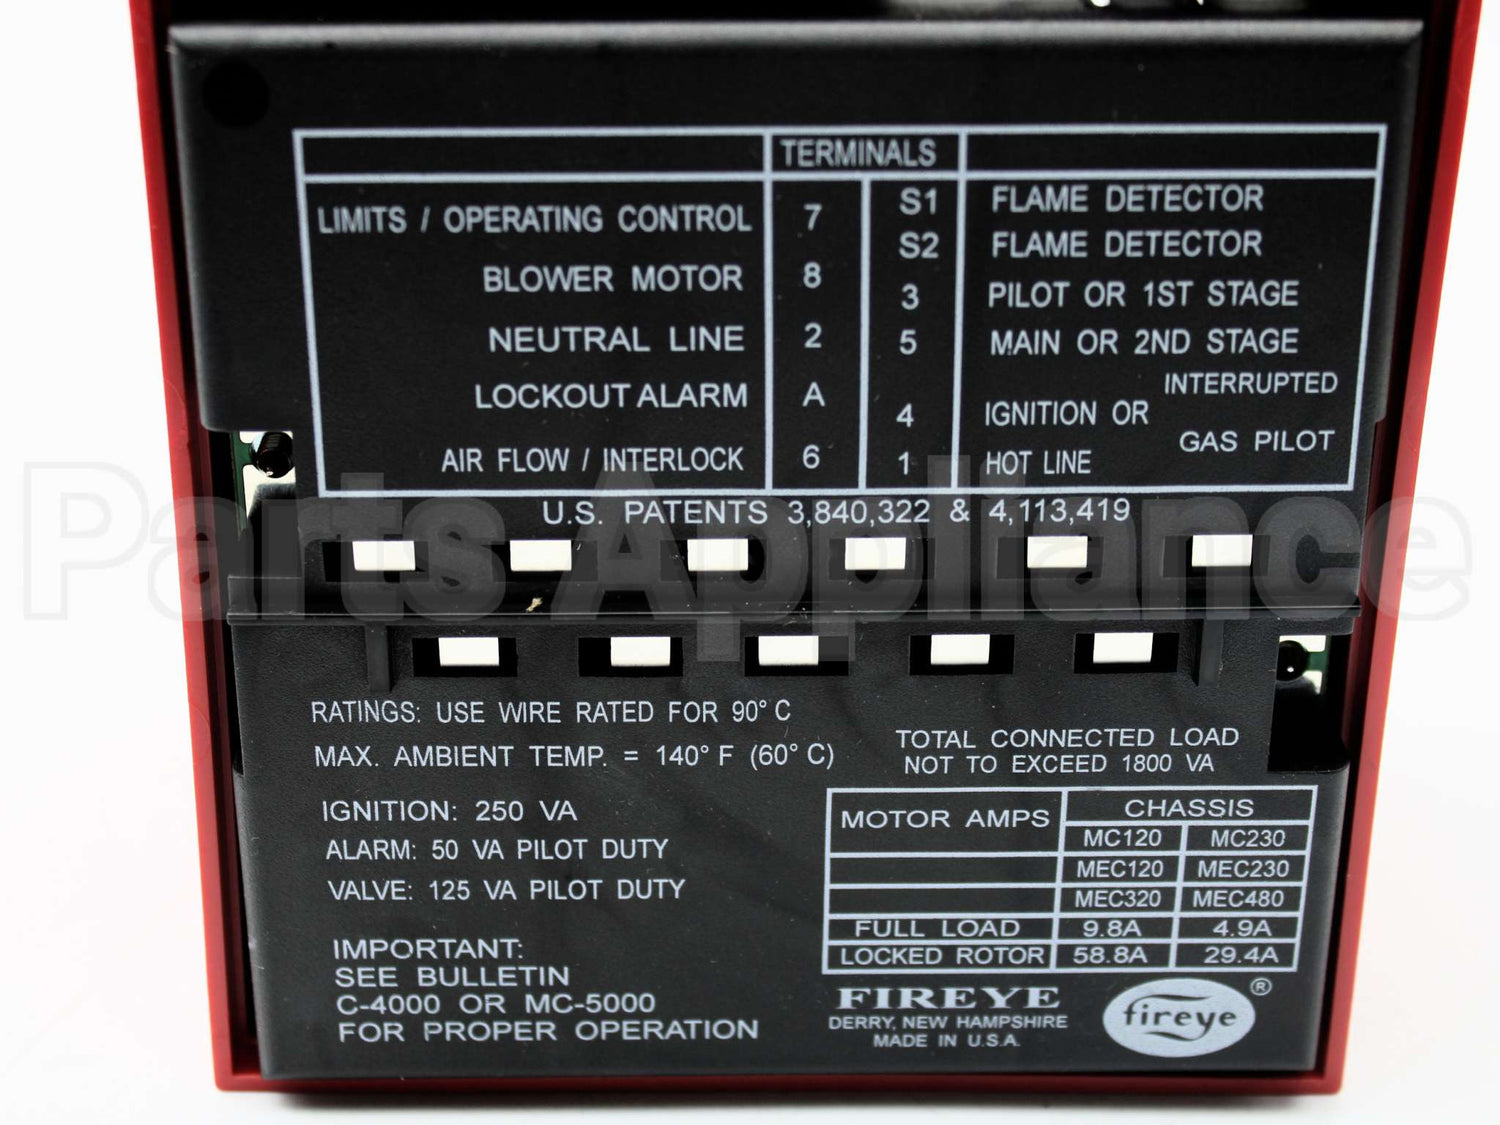 TERMINALS
LIMITS / OPERATING CONTROL 7
BLOWER MOTOR 8
NEUTRAL LINE 2
LOCKOUT ALARM A
AIR FLOW / INTERLOCK 6
S1 FLAME DETECTOR
S2 FLAME DETECTOR
3 PILOT OR 1ST STAGE
5 MAIN OR 2ND STAGE
INTERRUPTED
4 IGNITION OR
GAS PILOT
1 HOT LINE
U.S. PATENTS 3,840,322 & 4,113,419
Parts Appliance
RATINGS: USE WIRE RATED FOR 90° C
MAX. AMBIENT TEMP. = 140° F (60° C)
IGNITION: 250 VA
ALARM: 50 VA PILOT DUTY
VALVE: 125 VA PILOT DUTY
IMPORTANT:
SEE BULLETIN
C-4000 OR MC-5000
FOR PROPER OPERATION
TOTAL CONNECTED LOAD
NOT TO EXCEED 1800 VA
MOTOR AMPS CHASSIS
MC120 MC230
MEC120 MEC230
MEC320 MEC480
FULL LOAD 9.8A 4.9A
LOCKED ROTOR 58.8A 29.4A
FIREYE
DERRY, NEW HAMPSHIRE
MADE IN U.S.A.
fireye ®